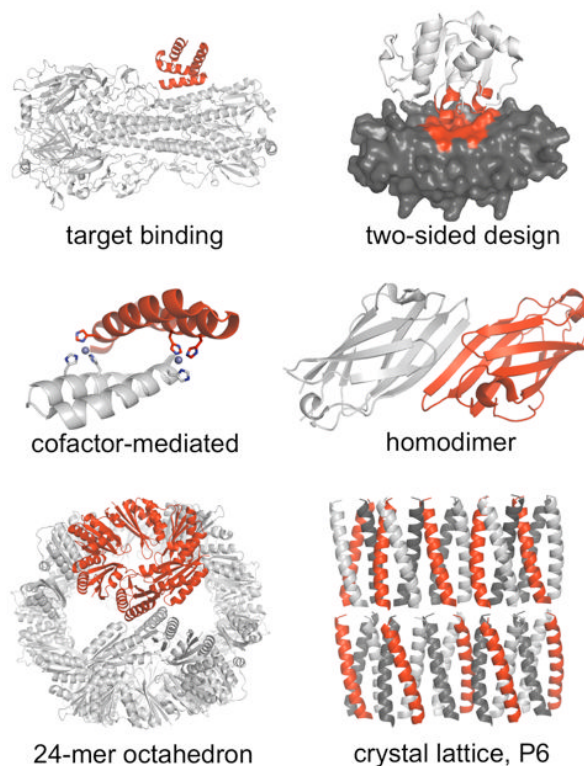 target binding
two-sided design
cofactor-mediated
homodimer
24-mer octahedron
crystal lattice, P6